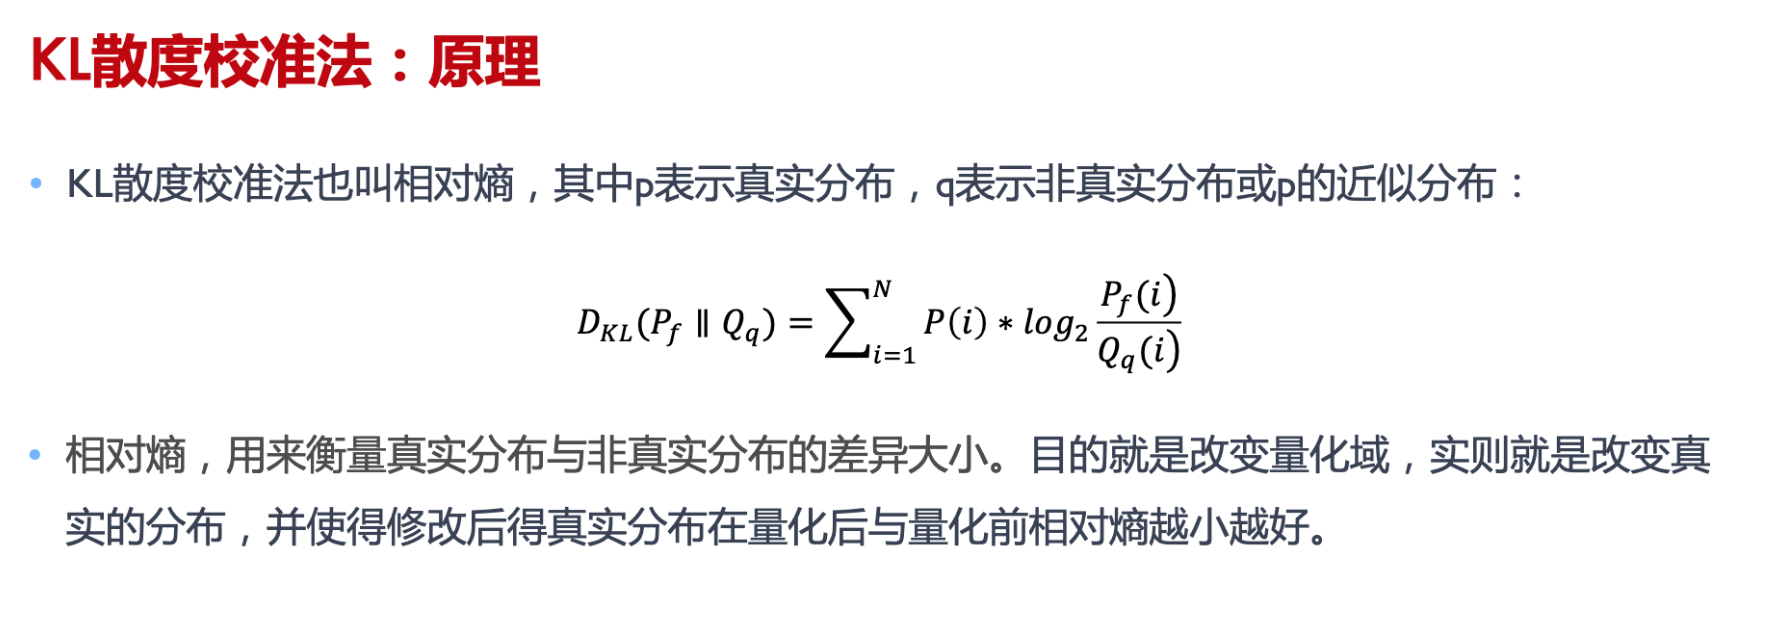 KL散度校准法：原理
• KL散度校准法也叫相对熵，其中p表示真实分布，q表示非真实分布或p的近似分布：
$D_{KL}(P_f \parallel Q_q) = \sum_{i=1}^{N} P(i) * log_2 \frac{P_f(i)}{Q_q(i)}$
• 相对熵，用来衡量真实分布与非真实分布的差异大小。目的就是改变量化域，实则就是改变真
实的分布，并使得修改后得真实分布在量化后与量化前相对熵越小越好。